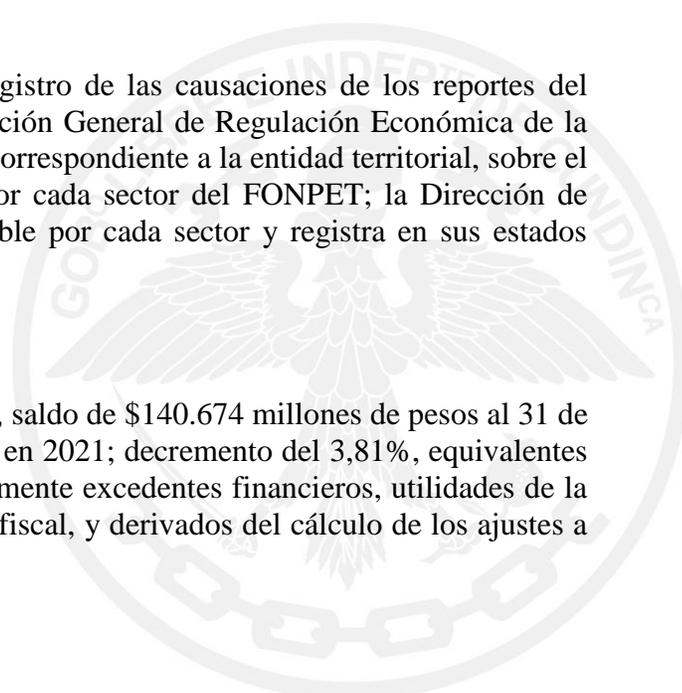 gistro de las causaciones de los reportes del
ción General de Regulación Económica de la
orrespondiente a la entidad territorial, sobre el
or cada sector del FONPET; la Dirección de
ble por cada sector y registra en sus estados
, saldo de $140.674 millones de pesos al 31 de
en 2021; decremento del 3,81%, equivalentes
mente excedentes financieros, utilidades de la
fiscal, y derivados del cálculo de los ajustes a